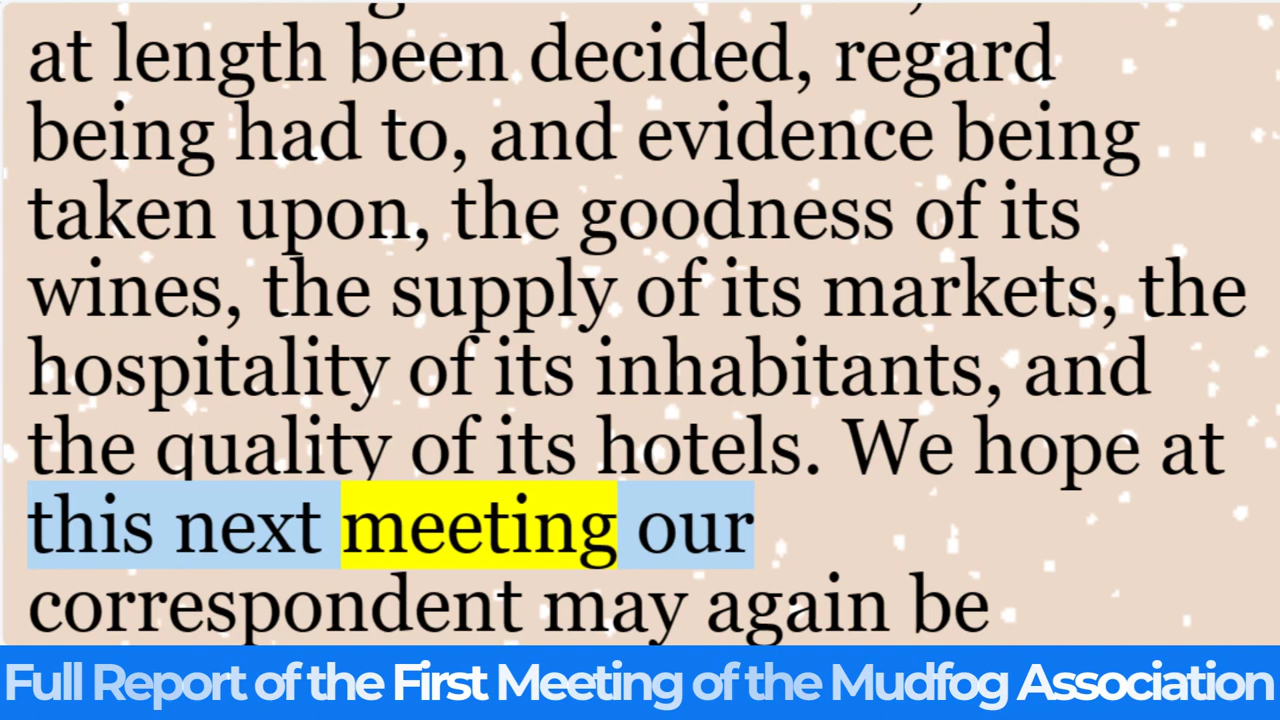 at length been decided, regard
being had to, and evidence being
taken upon, the goodness of its
wines, the supply of its markets, the
hospitality of its inhabitants, and
the quality of its hotels. We hope at
this next meeting our
correspondent may again be
Full Report of the First Meeting of the Mudfog Association